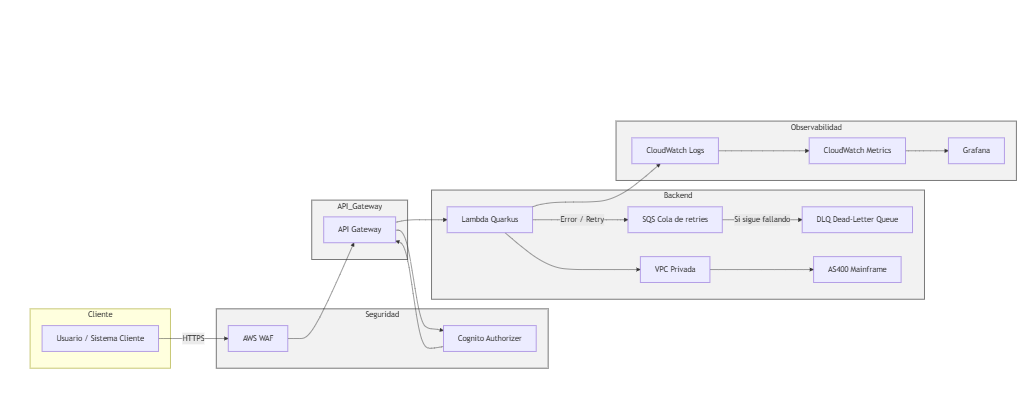 Observabilidad
CloudWatch Logs
CloudWatch Metrics
Grafana
Backend
Lambda Quarkus
Error / Retry
SQS Cola de retries
Si sigue fallando
DLQ Dead-Letter Queue
VPC Privada
AS400 Mainframe
API_Gateway
API Gateway
Cliente
Usuario / Sistema Cliente
HTTPS
Seguridad
AWS WAF
Cognito Authorizer